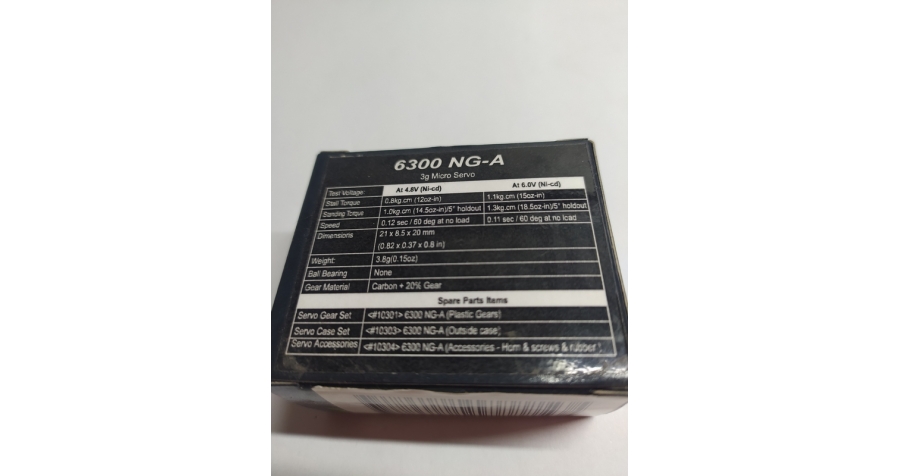 6300 NG-A
3g Micro Servo
Test Voltage: At 4.8V (Ni-cd) At 6.0V (Ni-cd)
Stall Torque 0.8kg.cm (12oz-in) 1.1kg.cm (15oz-in)
Standing Torque 1.0kg.cm (14.5oz-in)/5° holdout 1.3kg.cm (18.5oz-in)/5° holdout
Speed 0.12 sec / 60 deg at no load 0.11 sec / 60 deg at no load
Dimensions 21 x 8.5 x 20 mm
(0.82 x 0.37 x 0.8 in)
Weight: 3.8g(0.15oz)
Ball Bearing None
Gear Material Carbon + 20% Gear
Spare Parts Items
Servo Gear Set <#10301> 6300 NG-A (Plastic Gears)
Servo Case Set <#10303> 6300 NG-A (Outside case)
Servo Accessories <#10304> 6300 NG-A (Accessories - Horn & screws & rubber